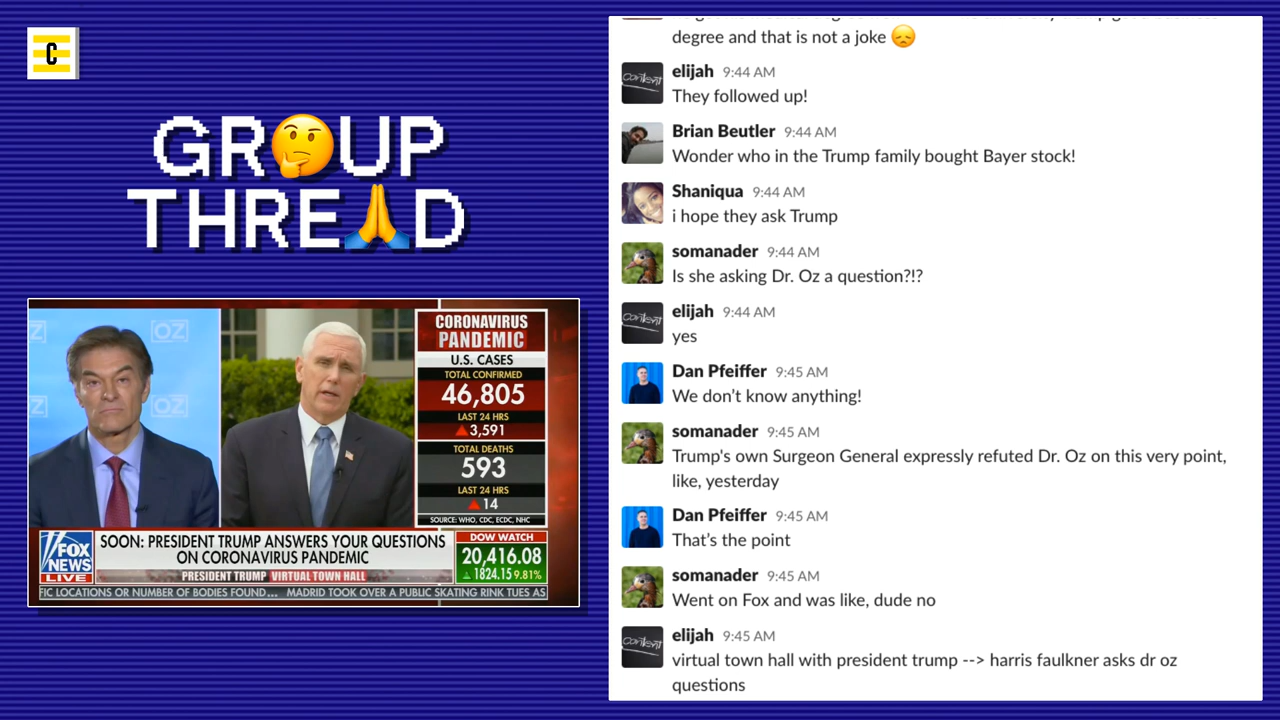 C
GR🤔UP
THRE🙏D
degree and that is not a joke 😞
elijah 9:44 AM
They followed up!
Brian Beutler 9:44 AM
Wonder who in the Trump family bought Bayer stock!
Shaniqua 9:44 AM
i hope they ask Trump
somanader 9:44 AM
Is she asking Dr. Oz a question?!?
elijah 9:44 AM
yes
Dan Pfeiffer 9:45 AM
We don't know anything!
somanader 9:45 AM
Trump's own Surgeon General expressly refuted Dr. Oz on this very point,
like, yesterday
Dan Pfeiffer 9:45 AM
That's the point
somanader 9:45 AM
Went on Fox and was like, dude no
elijah 9:45 AM
virtual town hall with president trump --> harris faulkner asks dr oz
questions
content
OZ
OZ
CORONAVIRUS
PANDEMIC
U.S. CASES
TOTAL CONFIRMED
46,805
LAST 24 HRS
▲3,591
TOTAL DEATHS
593
LAST 24 HRS
▲14
SOURCE: WHO, CDC, ECDC, NHC
FOX
NEWS
LIVE
SOON: PRESIDENT TRUMP ANSWERS YOUR QUESTIONS
ON CORONAVIRUS PANDEMIC
PRESIDENT TRUMP VIRTUAL TOWN HALL
DOW WATCH
20,416.08
▲1824.15 9.81%
FIC LOCATIONS OR NUMBER OF BODIES FOUND... MADRID TOOK OVER A PUBLIC SKATING RINK TUES AS